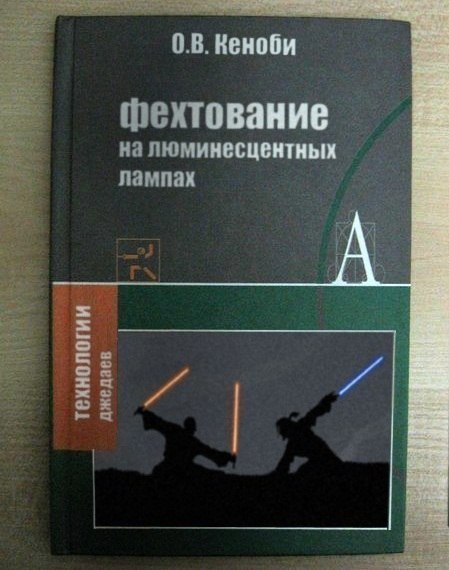 О.В. Кеноби
фехтование
на люминесцентных
лампах
А
технологии
джедаев